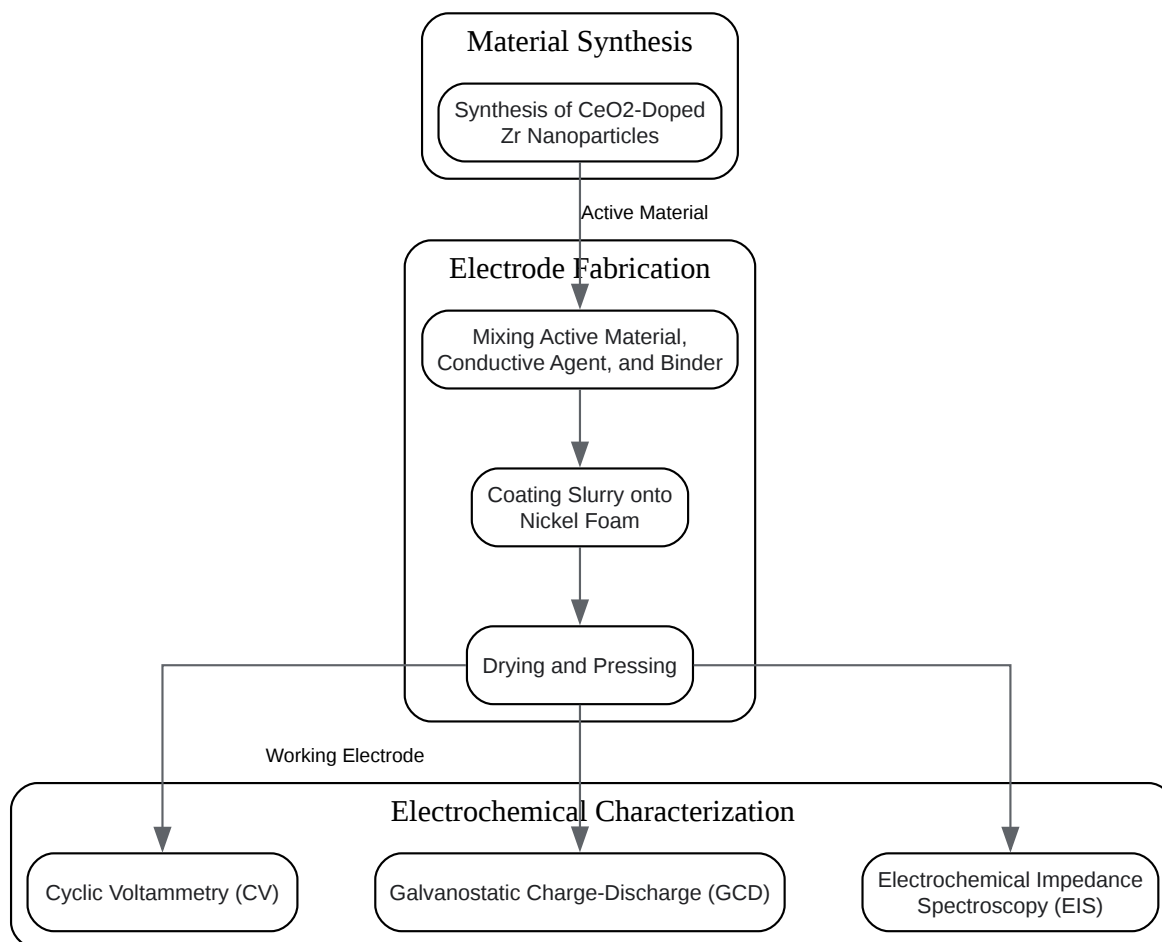 Material Synthesis
Synthesis of CeO2-Doped
Zr Nanoparticles
Active Material
Electrode Fabrication
Mixing Active Material,
Conductive Agent, and Binder
Coating Slurry onto
Nickel Foam
Drying and Pressing
Working Electrode
Electrochemical Characterization
Cyclic Voltammetry (CV)
Galvanostatic Charge-Discharge (GCD)
Electrochemical Impedance
Spectroscopy (EIS)